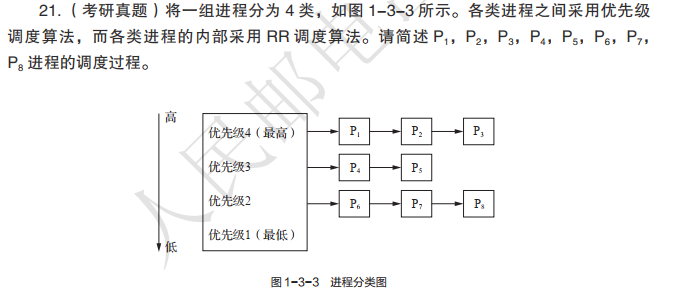 21.（考研真题）将一组进程分为 4 类，如图 1-3-3 所示。各类进程之间采用优先级
调度算法，而各类进程的内部采用 RR 调度算法。请简述 P₁，P₂，P₃，P₄，P₅，P₆，P₇，
P₈ 进程的调度过程。
高
优先级4（最高） P₁ P₂ P₃
优先级3 P₄ P₅
优先级2 P₆ P₇ P₈
优先级1（最低）
低
图 1-3-3 进程分类图
人民邮电